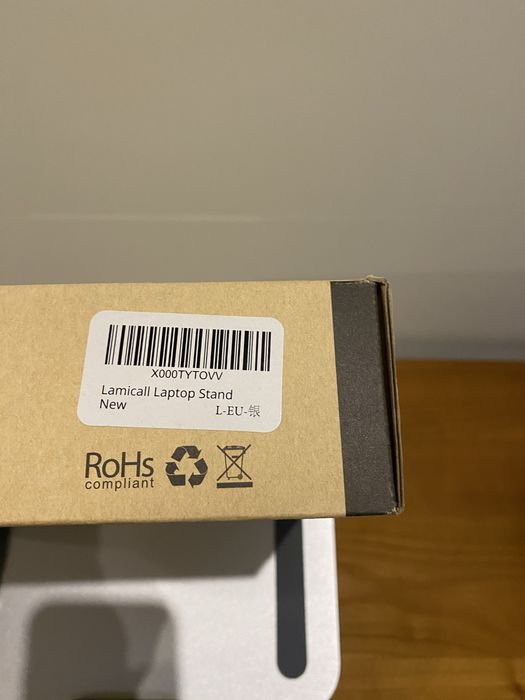 X000TYTOVV
Lamicall Laptop Stand
New
L-EU-银
RoHs
compliant